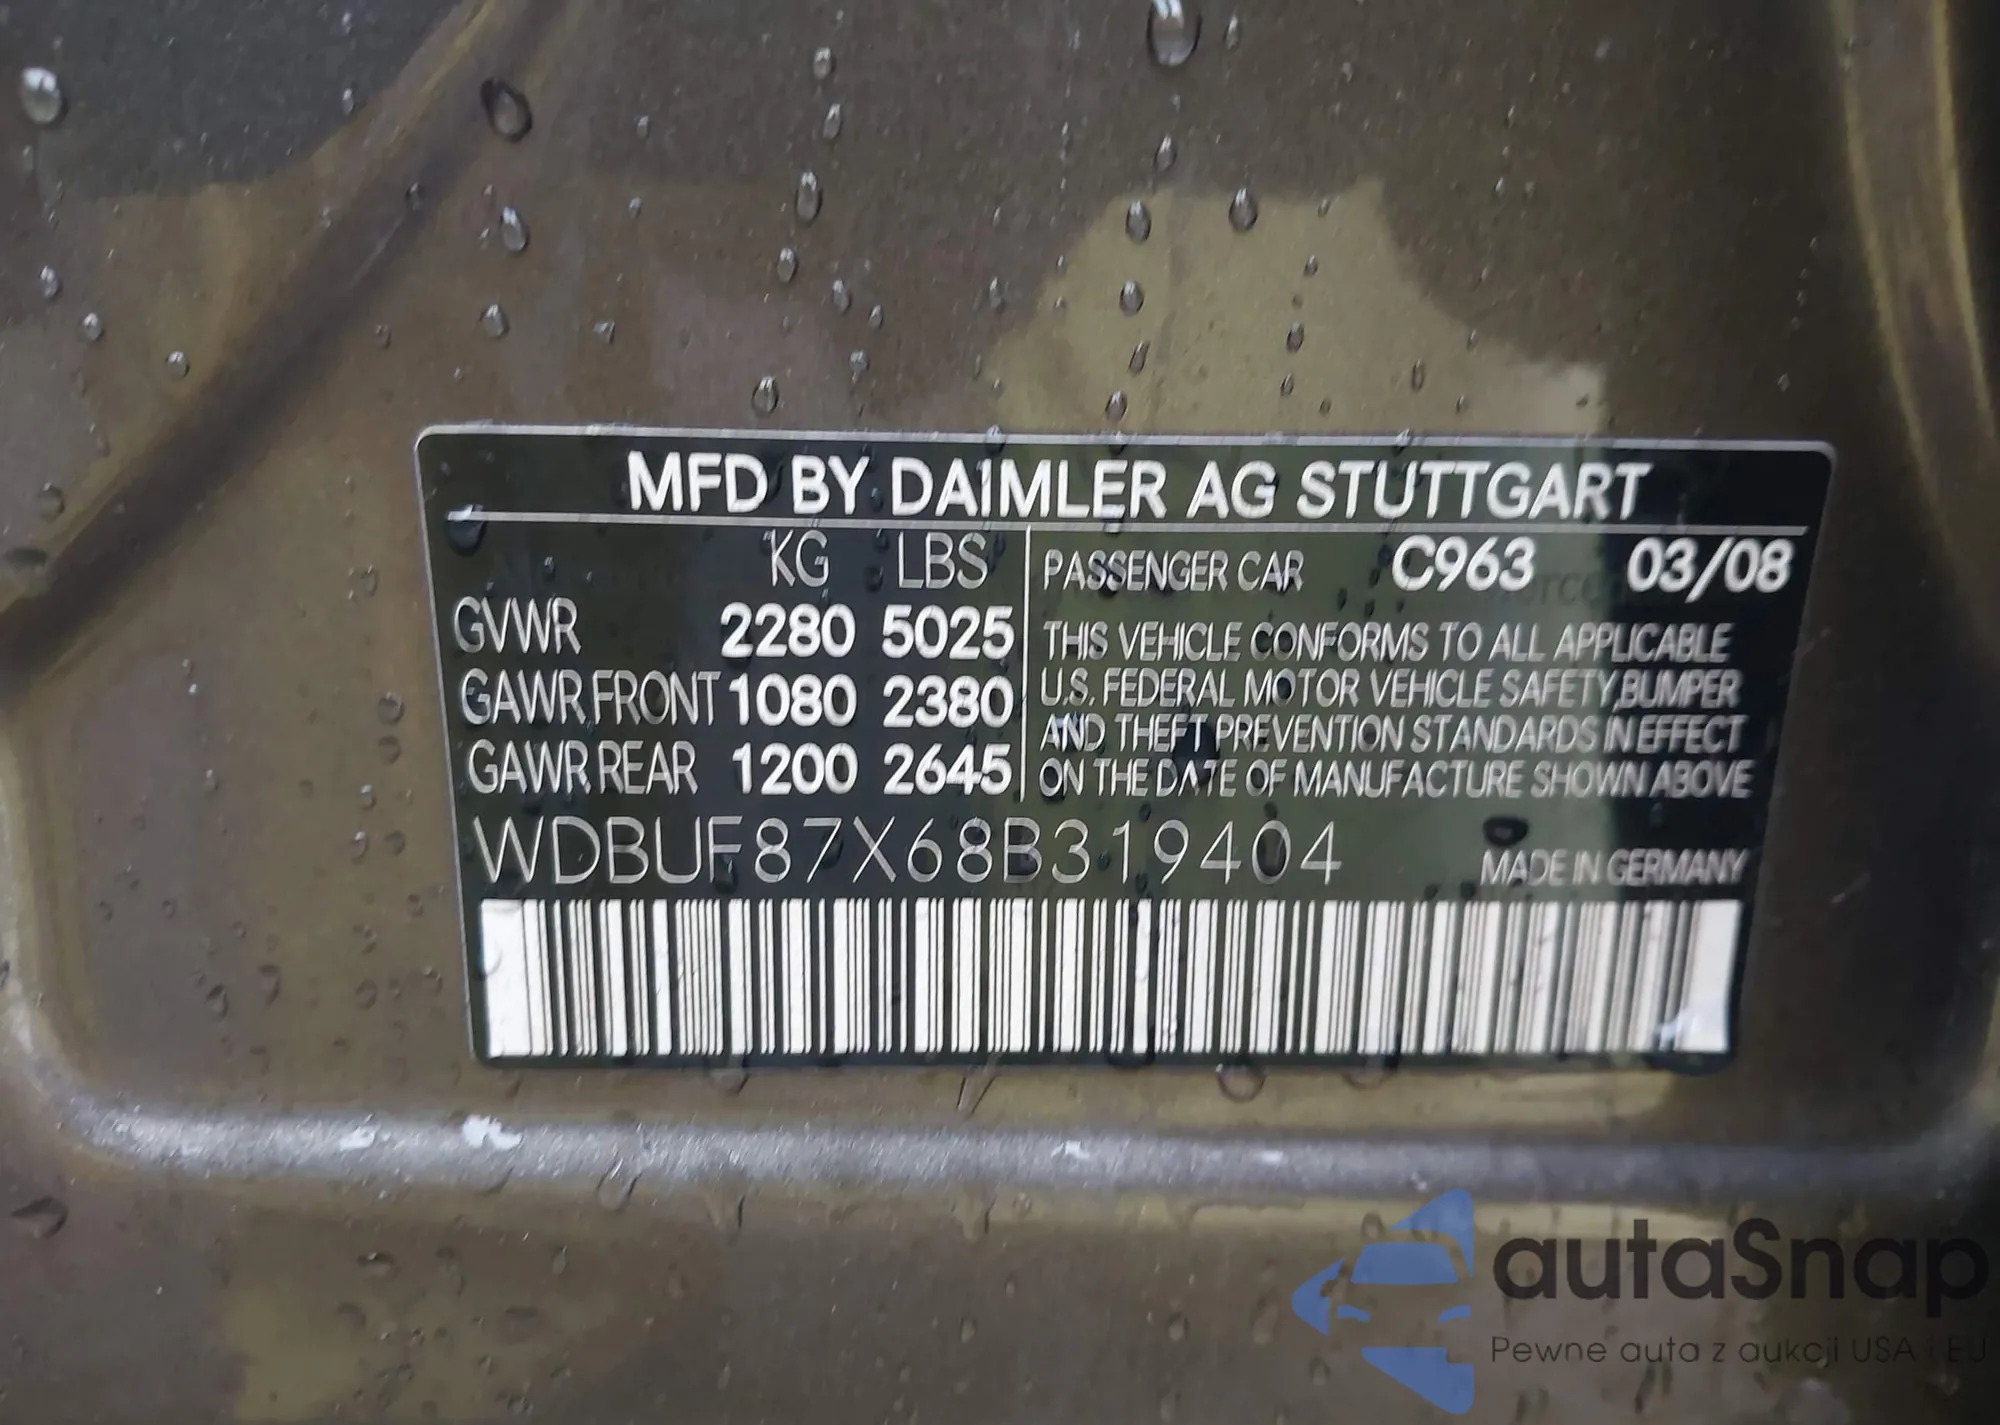 MFD BY DAIMLER AG STUTTGART
KG LBS
GVWR 2280 5025
GAWR FRONT 1080 2380
GAWR REAR 1200 2645
PASSENGER CAR C963 03/08
THIS VEHICLE CONFORMS TO ALL APPLICABLE
U.S. FEDERAL MOTOR VEHICLE SAFETY, BUMPER
AND THEFT PREVENTION STANDARDS IN EFFECT
ON THE DATE OF MANUFACTURE SHOWN ABOVE
WDBUF87X68B319404
MADE IN GERMANY
autaSnap
Pewne auta z aukcji USA i EU